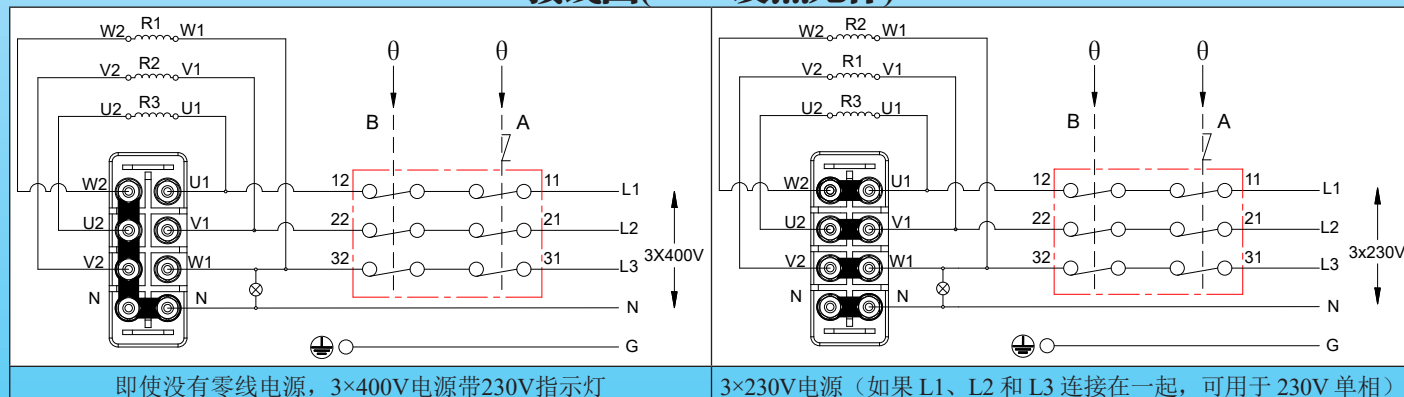 W2 R1 W1
V2 R2 V1
U2 R3 U1
θ θ
B A
W2 U1 12 11 L1
U2 V1 22 21 L2
V2 W1 32 31 L3
3X400V
N N N
G
即使没有零线电源，3×400V电源带230V指示灯
W2 R2 W1
V2 R1 V1
U2 R3 U1
θ θ
B A
W2 U1 12 11 L1
U2 V1 22 21 L2
V2 W1 32 31 L3
3x230V
N N N
G
3×230V电源（如果 L1、L2 和 L3 连接在一起，可用于 230V 单相）